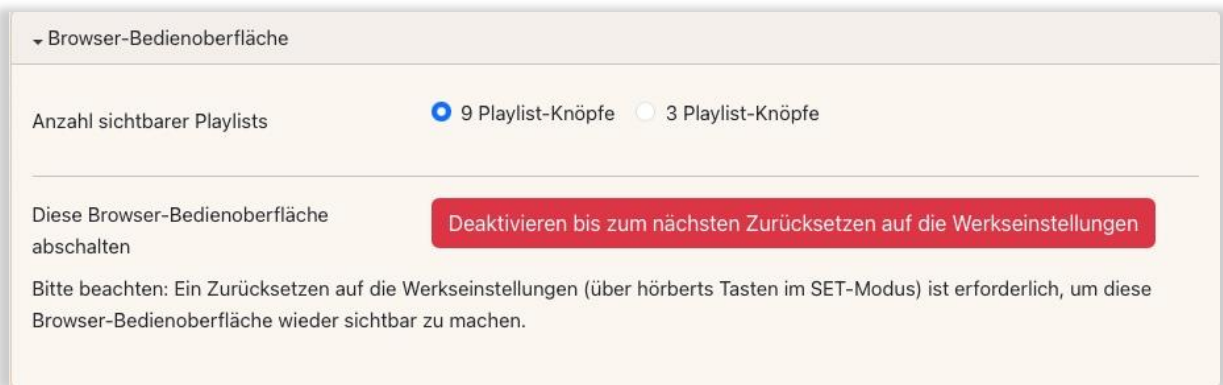 Browser-Bedienoberfläche
Anzahl sichtbarer Playlists
9 Playlist-Knöpfe
3 Playlist-Knöpfe
Diese Browser-Bedienoberfläche
abschalten
Deaktivieren bis zum nächsten Zurücksetzen auf die Werkseinstellungen
Bitte beachten: Ein Zurücksetzen auf die Werkseinstellungen (über hörberts Tasten im SET-Modus) ist erforderlich, um diese
Browser-Bedienoberfläche wieder sichtbar zu machen.